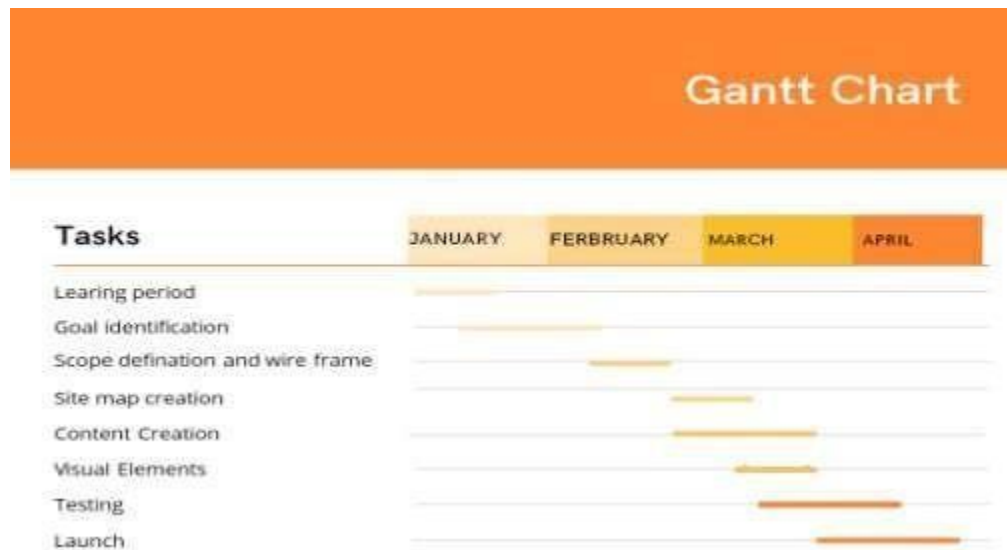 Gantt Chart
Tasks JANUARY FERBRUARY MARCH APRIL
Learing period
Goal identification
Scope defination and wire frame
Site map creation
Content Creation
Visual Elements
Testing
Launch